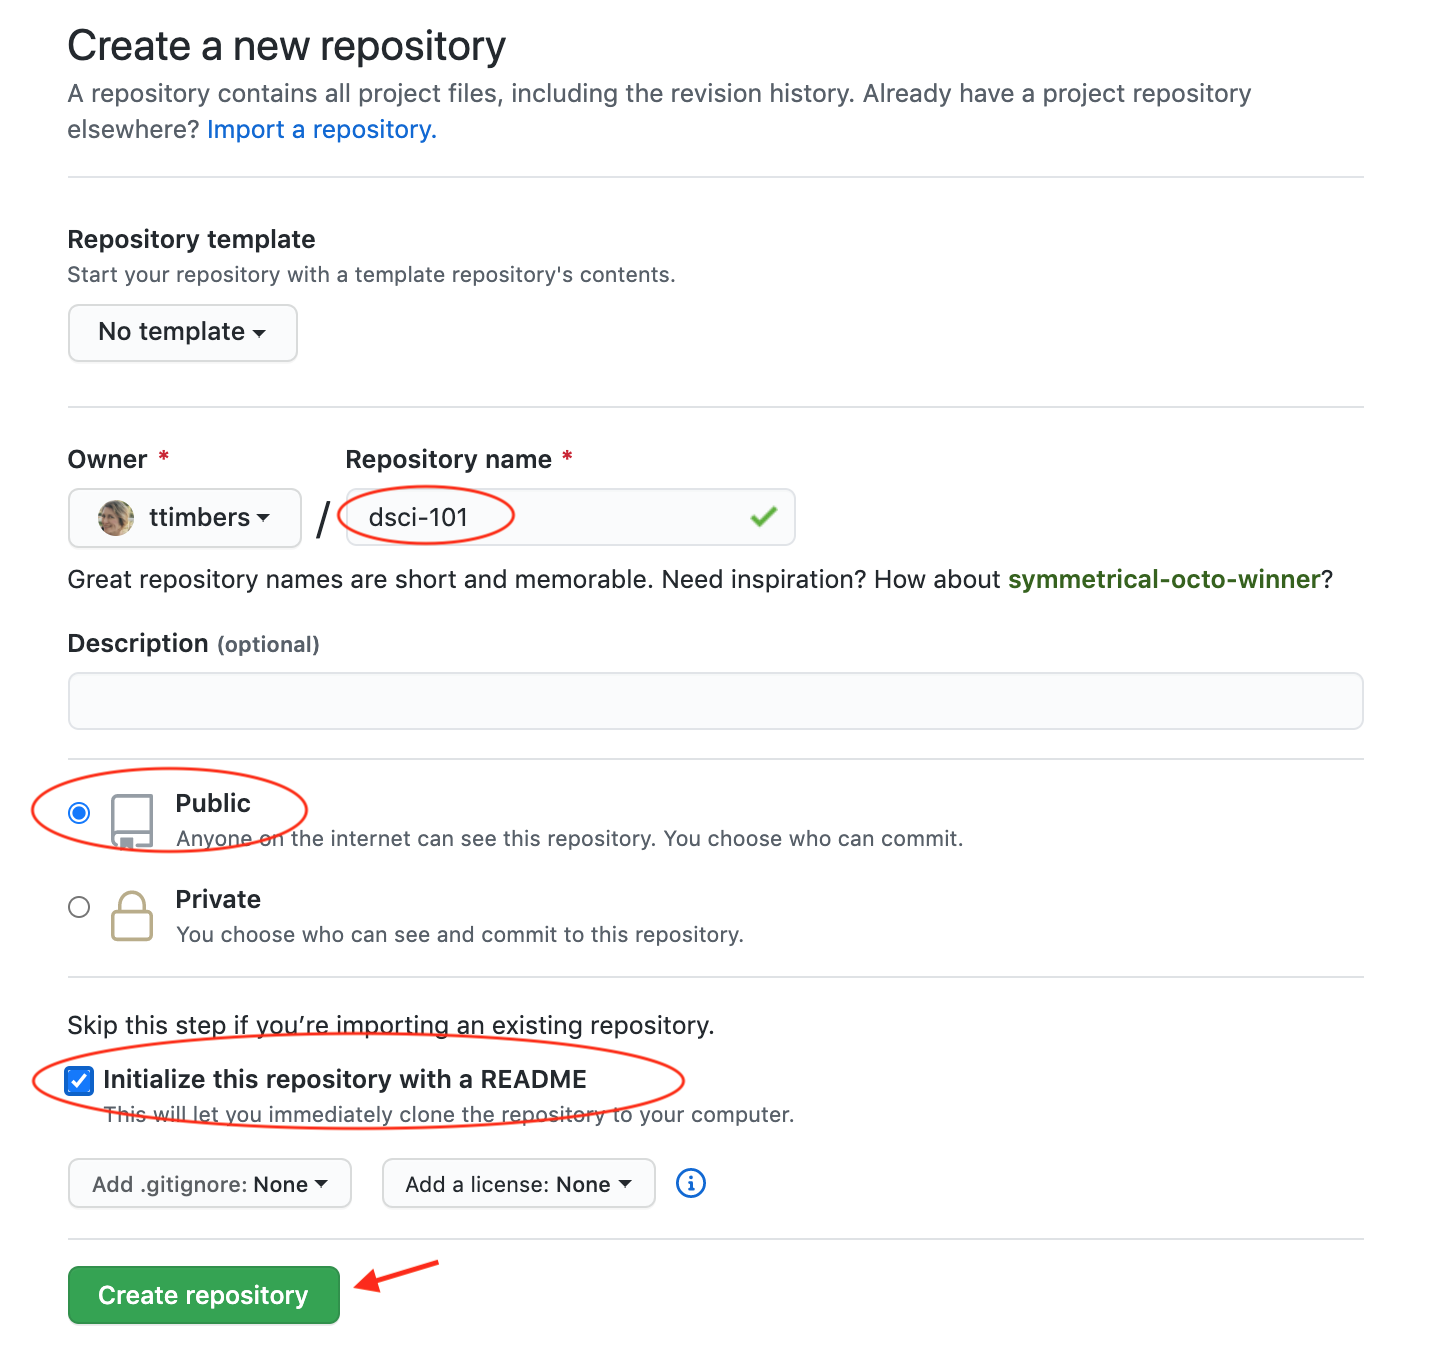 Create a new repository
A repository contains all project files, including the revision history. Already have a project repository
elsewhere? Import a repository.
Repository template
Start your repository with a template repository's contents.
No template
Owner * Repository name *
ttimbers / dsci-101
Great repository names are short and memorable. Need inspiration? How about symmetrical-octo-winner?
Description (optional)
Public
Anyone on the internet can see this repository. You choose who can commit.
Private
You choose who can see and commit to this repository.
Skip this step if you’re importing an existing repository.
Initialize this repository with a README
This will let you immediately clone the repository to your computer.
Add .gitignore: None Add a license: None
Create repository